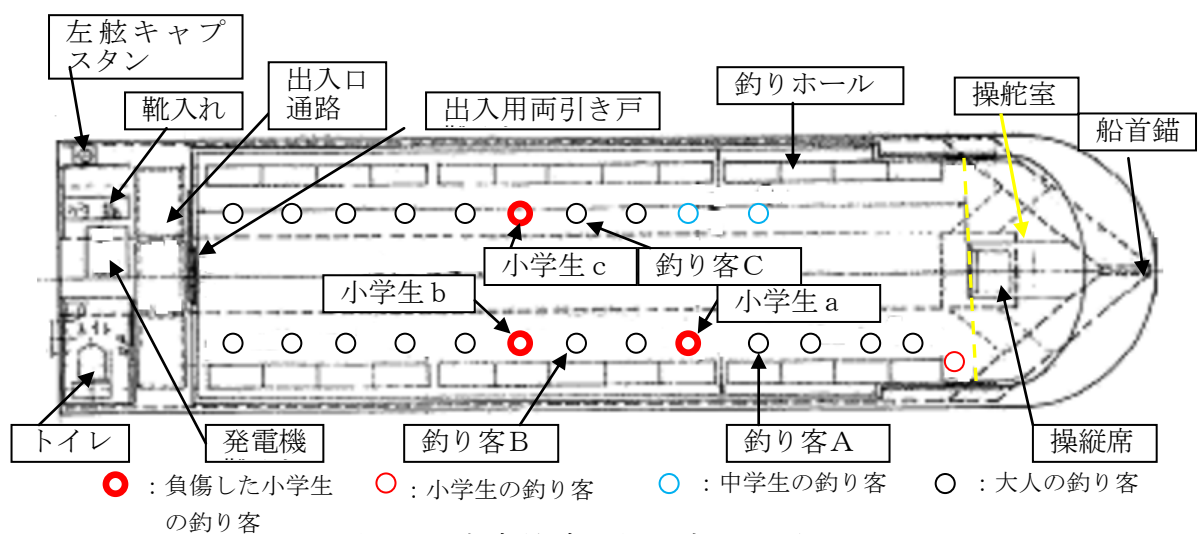 左舷キャプ
スタン
靴入れ
出入口
通路
出入用両引き戸
釣りホール
操舵室
船首錨
小学生ｃ
釣り客Ｃ
小学生ｂ
小学生ａ
トイレ
トイレ
発電機
釣り客Ｂ
釣り客Ａ
操縦席
：負傷した小学生
の釣り客
：小学生の釣り客
：中学生の釣り客
：大人の釣り客